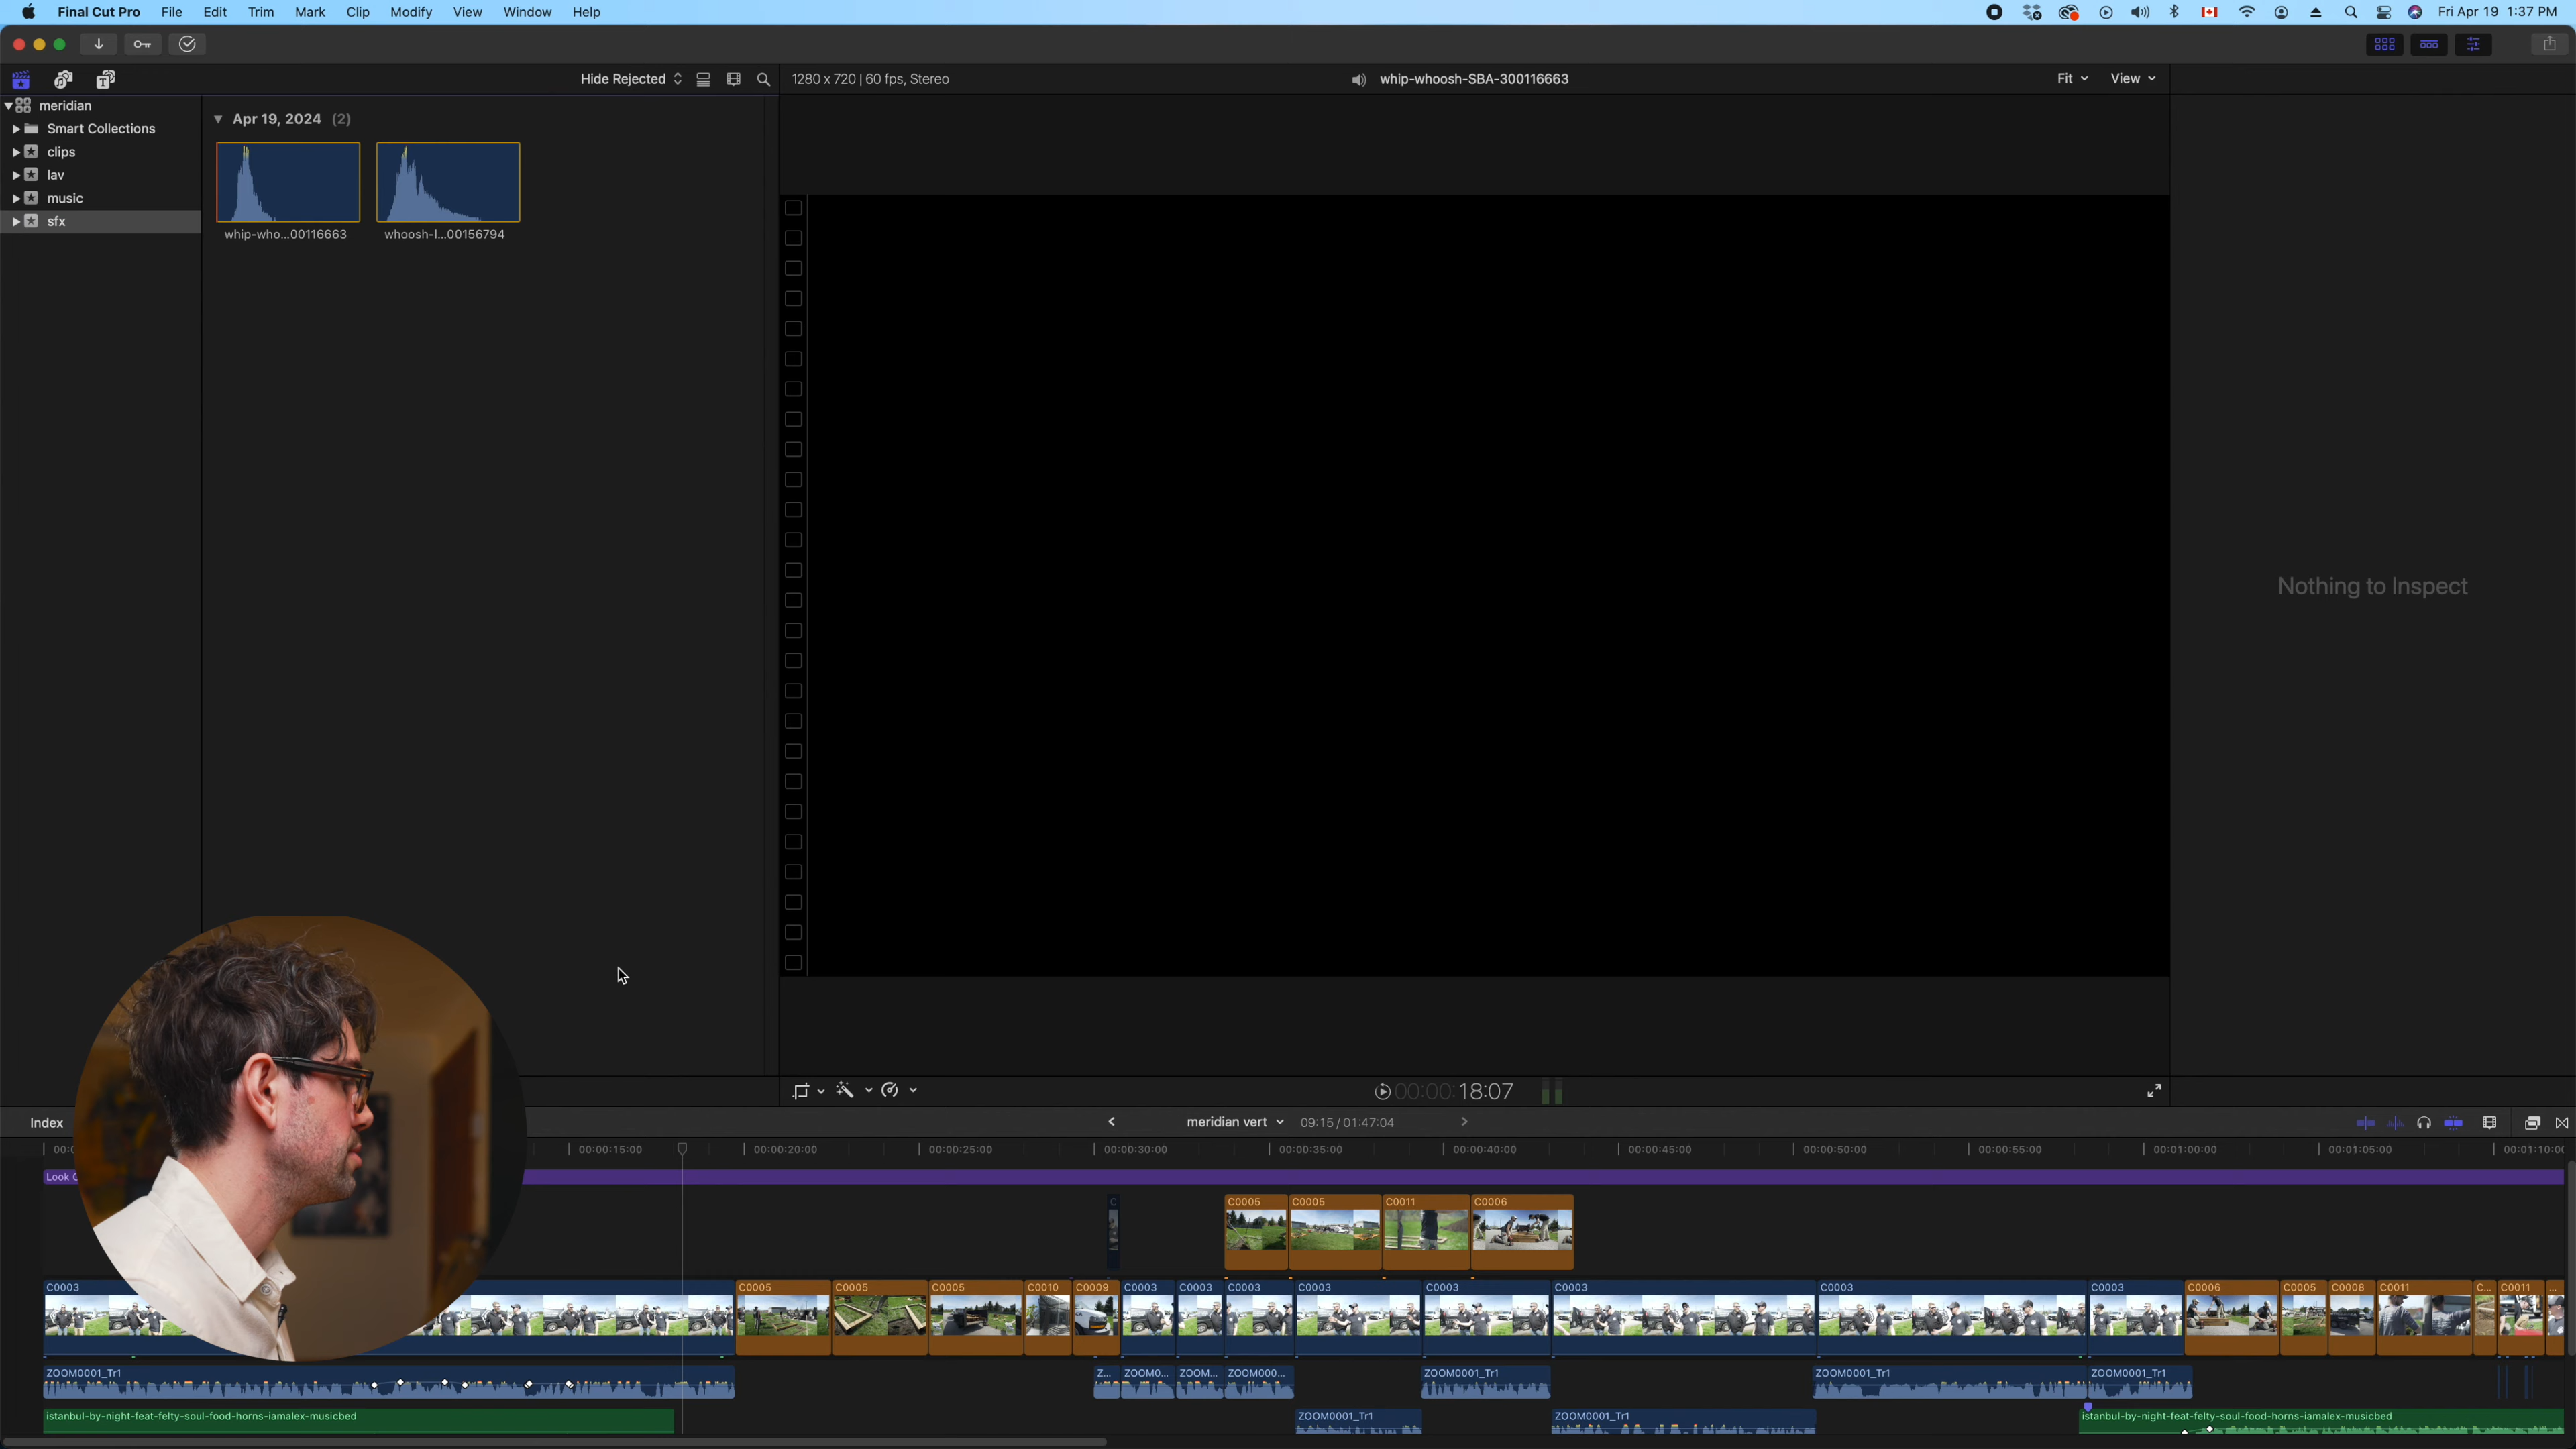 Final Cut Pro File Edit Trim Mark Clip Modify View Window Help Fri Apr 19 1:37 PM
Hide Rejected 1280 x 720 | 60 fps, Stereo whip-whoosh-SBA-300116663 Fit View
meridian
Smart Collections
clips
lav
music
sfx
Apr 19, 2024 (2)
whip-who...00116663 whoosh-l...00156794
Nothing to Inspect
00:00:18:07
Index meridian vert 09:15 / 01:47:04
00:00:15:00 00:00:20:00 00:00:25:00 00:00:30:00 00:00:35:00 00:00:40:00 00:00:45:00 00:00:50:00 00:00:55:00 00:01:00:00 00:01:05:00 00:01:10:00
Look
C C0005 C0005 C0011 C0006
C0003 C0005 C0005 C0005 C0010 C0009 C0003 C0003 C0003 C0003 C0003 C0003 C0003 C0003 C0006 C0005 C0008 C0011 C... C0011 ...
ZOOM0001_Tr1 Z... ZOOM0... ZOOM... ZOOM000... ZOOM0001_Tr1 ZOOM0001_Tr1 ZOOM0001_Tr1
istanbul-by-night-feat-felty-soul-food-horns-iamalex-musicbed ZOOM0001_Tr1 ZOOM0001_Tr1 istanbul-by-night-feat-felty-soul-food-horns-iamalex-musicbed